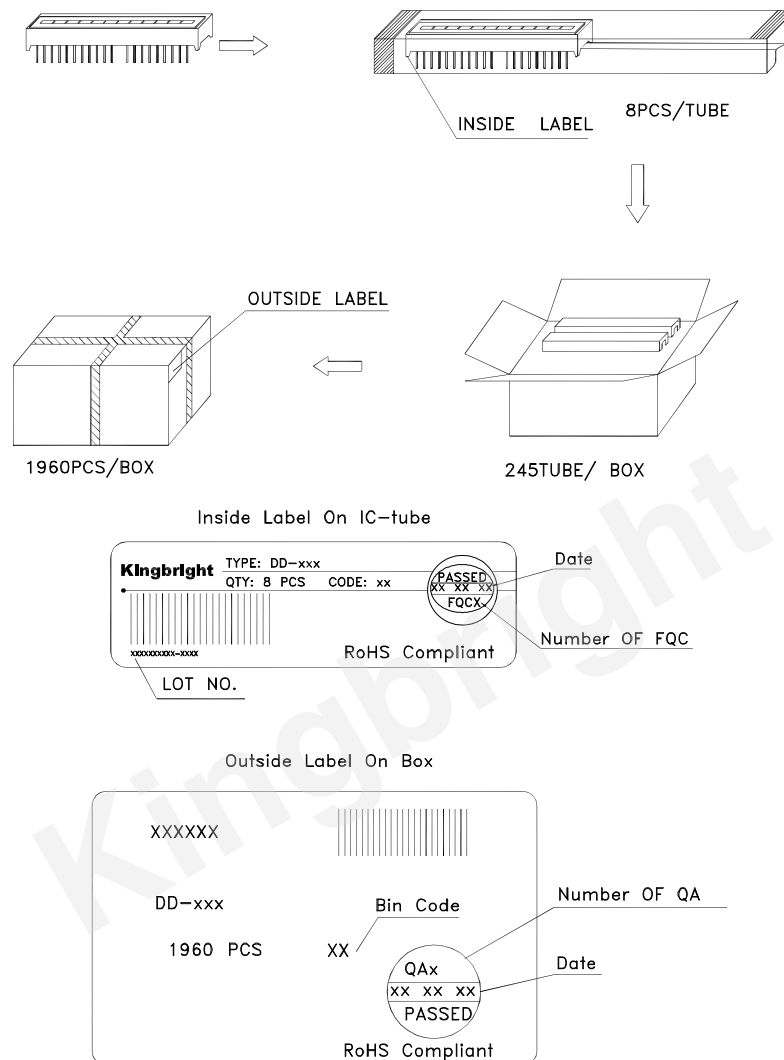 INSIDE LABEL
8PCS/TUBE
OUTSIDE LABEL
1960PCS/BOX
245TUBE/ BOX
Inside Label On IC-tube
Kingbright
TYPE: DD-xxx
QTY: 8 PCS CODE: xx
PASSED
xx xx xx
FQCX
Date
Number OF FQC
xxxxxxxxxx-xxxx
RoHS Compliant
LOT NO.
Outside Label On Box
XXXXXX
DD-xxx
Bin Code
Number OF QA
1960 PCS
XX
QAx
XX XX XX
Date
PASSED
RoHS Compliant
Kingbright